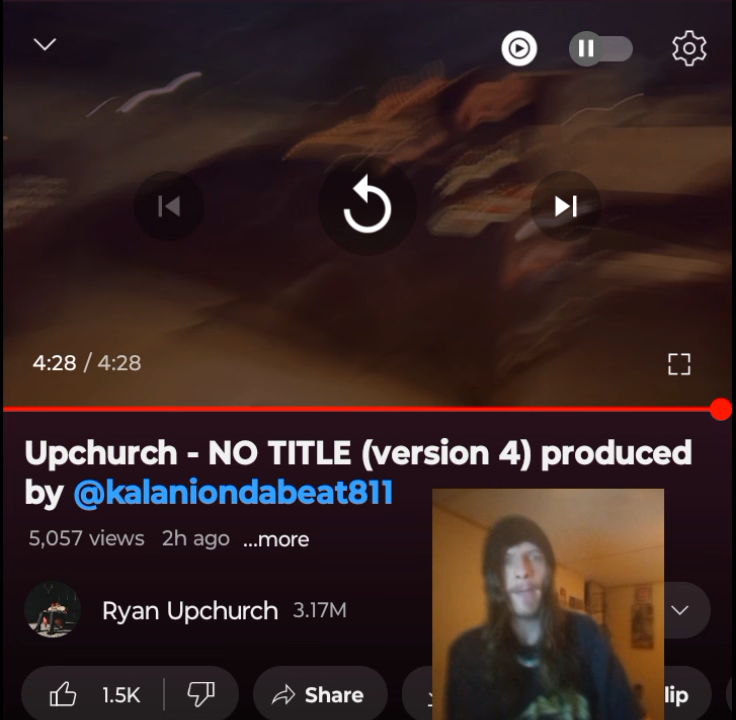 4:28 / 4:28
Upchurch - NO TITLE (version 4) produced
by @kalaniondabeat811
5,057 views 2h ago ...more
Ryan Upchurch 3.17M
1.5K Share lip